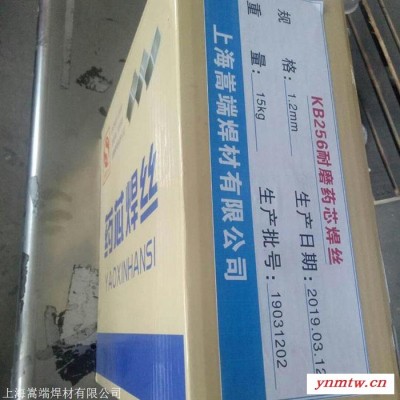 KB256耐磨药芯焊丝
规格：1.2mm
生产日期：2019.03.12
重量：15kg
生产批号：19031202
上海嵩端焊材有限公司
药芯焊丝
YAOXINHANSI
上海嵩端焊材有限公司
ynmtw.cn